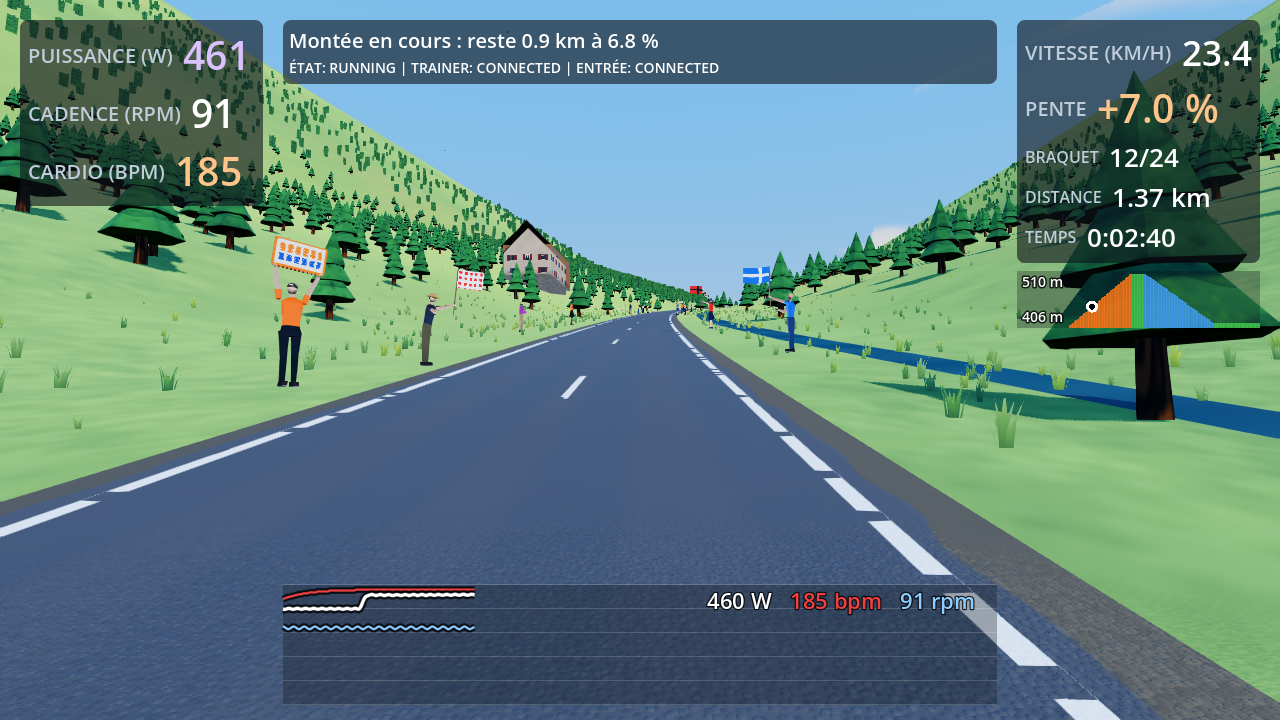 PUISSANCE (W) 461
CADENCE (RPM) 91
CARDIO (BPM) 185
Montée en cours : reste 0.9 km à 6.8 %
ÉTAT: RUNNING | TRAINER: CONNECTED | ENTRÉE: CONNECTED
VITESSE (KM/H) 23.4
PENTE +7.0 %
BRAQUET 12/24
DISTANCE 1.37 km
TEMPS 0:02:40
510 m
406 m
460 W 185 bpm 91 rpm